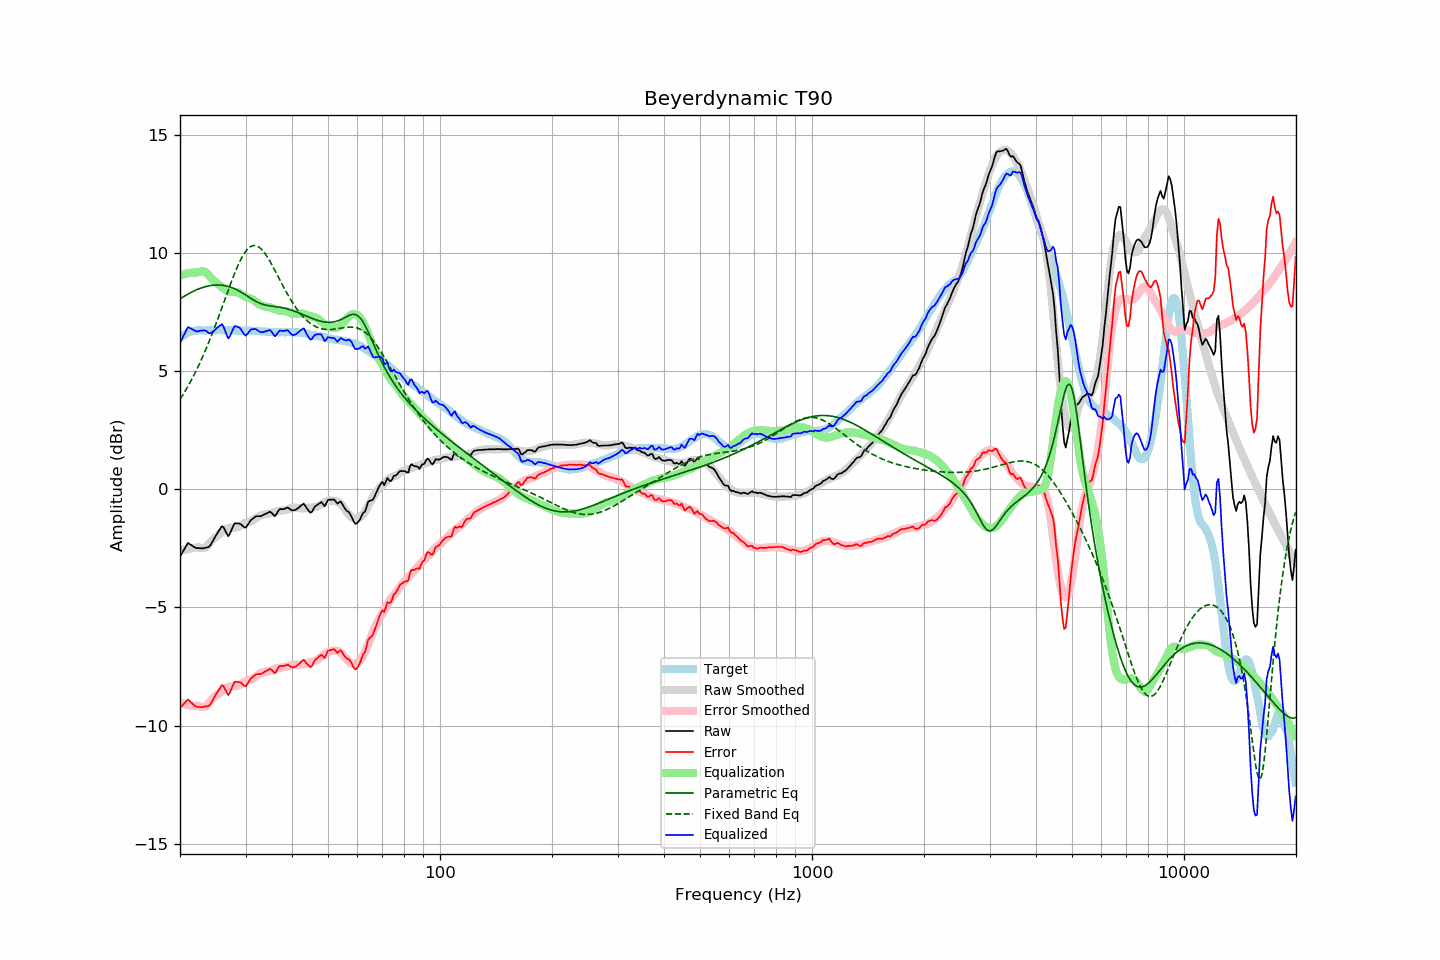 Beyerdynamic T90
Amplitude (dBr)
15
10
5
0
−5
−10
−15
Target
Raw Smoothed
Error Smoothed
Raw
Error
Equalization
Parametric Eq
Fixed Band Eq
Equalized
100
1000
10000
Frequency (Hz)